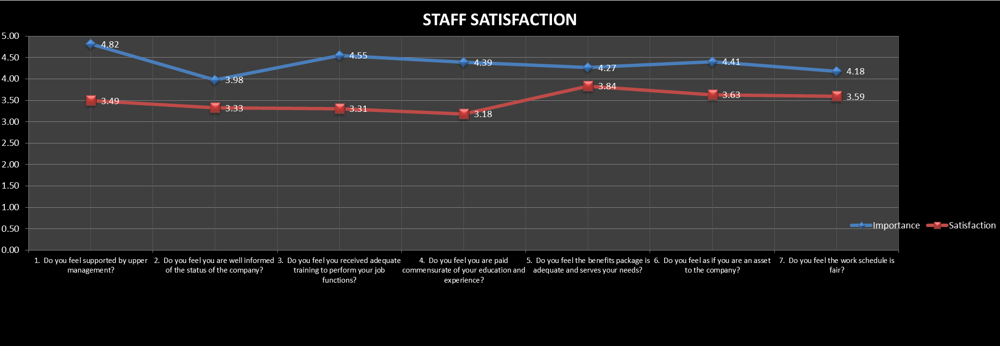 STAFF SATISFACTION
5.00
4.50
4.00
3.50
3.00
2.50
2.00
1.50
1.00
0.50
0.00
4.82
3.98
4.55
4.39
4.27
4.41
4.18
3.49
3.33
3.31
3.18
3.84
3.63
3.59
Importance
Satisfaction
1. Do you feel supported by upper
management?
2. Do you feel you are well informed
of the status of the company?
3. Do you feel you received adequate
training to perform your job
functions?
4. Do you feel you are paid
commensurate of your education and
experience?
5. Do you feel the benefits package is
adequate and serves your needs?
6. Do you feel as if you are an asset
to the company?
7. Do you feel the work schedule is
fair?